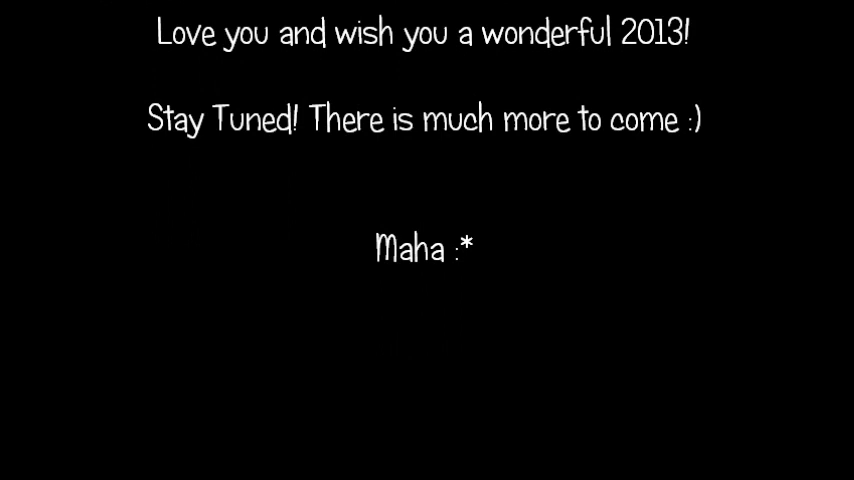 Love you and wish you a wonderful 2013!
Stay Tuned! There is much more to come :)
Maha :*